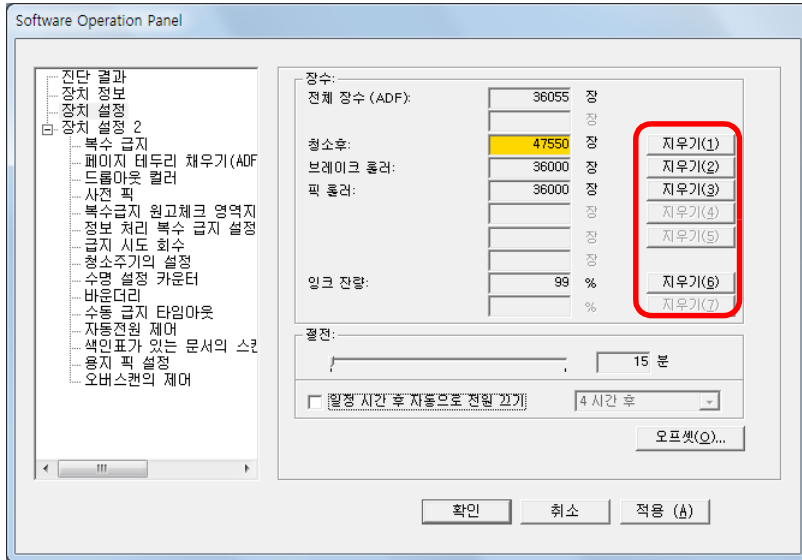 Software Operation Panel
진단 결과
장치 정보
장치 설정
장치 설정 2
복수 급지
페이지 테두리 채우기(ADF
드롭아웃 컬러
사전 픽
복수급지 원고체크 영역지
정보 처리 복수 급지 설정
급지 시도 회수
청소주기의 설정
수명 설정 카운터
바운더리
수동 급지 타임아웃
자동전원 제어
색인표가 있는 문서의 스캔
용지 픽 설정
오버스캔의 제어
장수:
전체 장수 (ADF): 36055 장
장
청소후: 47550 장 지우기(1)
브레이크 롤러: 36000 장 지우기(2)
픽 롤러: 36000 장 지우기(3)
장 지우기(4)
장 지우기(5)
장
잉크 잔량: 99 % 지우기(6)
% 지우기(7)
절전:
15 분
일정 시간 후 자동으로 전원 끄기 4 시간 후
오프셋(O)...
확인 취소 적용 (A)